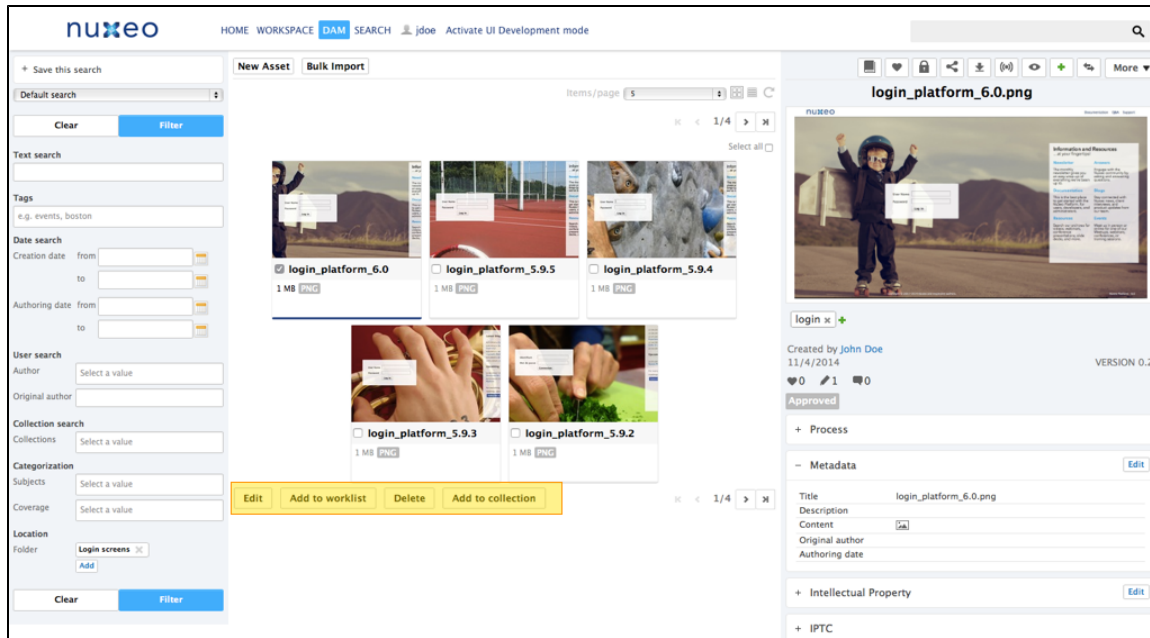 nuxeo
HOME WORKSPACE DAM SEARCH jdoe Activate UI Development mode
+ Save this search
Default search
Clear Filter
Text search
Tags
e.g. events, boston
Date search
Creation date from
to
Authoring date from
to
User search
Author Select a value
Original author
Collection search
Collections Select a value
Categorization
Subjects Select a value
Coverage Select a value
Location
Folder Login screens
Add
Clear Filter
New Asset Bulk Import
Items/page 5
1/4
Select all
login_platform_6.0
1 MB PNG
login_platform_5.9.5
1 MB PNG
login_platform_5.9.4
1 MB PNG
login_platform_5.9.3
1 MB PNG
login_platform_5.9.2
1 MB PNG
Edit Add to worklist Delete Add to collection
1/4
More
login_platform_6.0.png
nuxeo
Information and Resources
login x +
Created by John Doe
11/4/2014 VERSION 0.2
0 1 0
Approved
+ Process
− Metadata Edit
Title login_platform_6.0.png
Description
Content
Original author
Authoring date
+ Intellectual Property Edit
+ IPTC